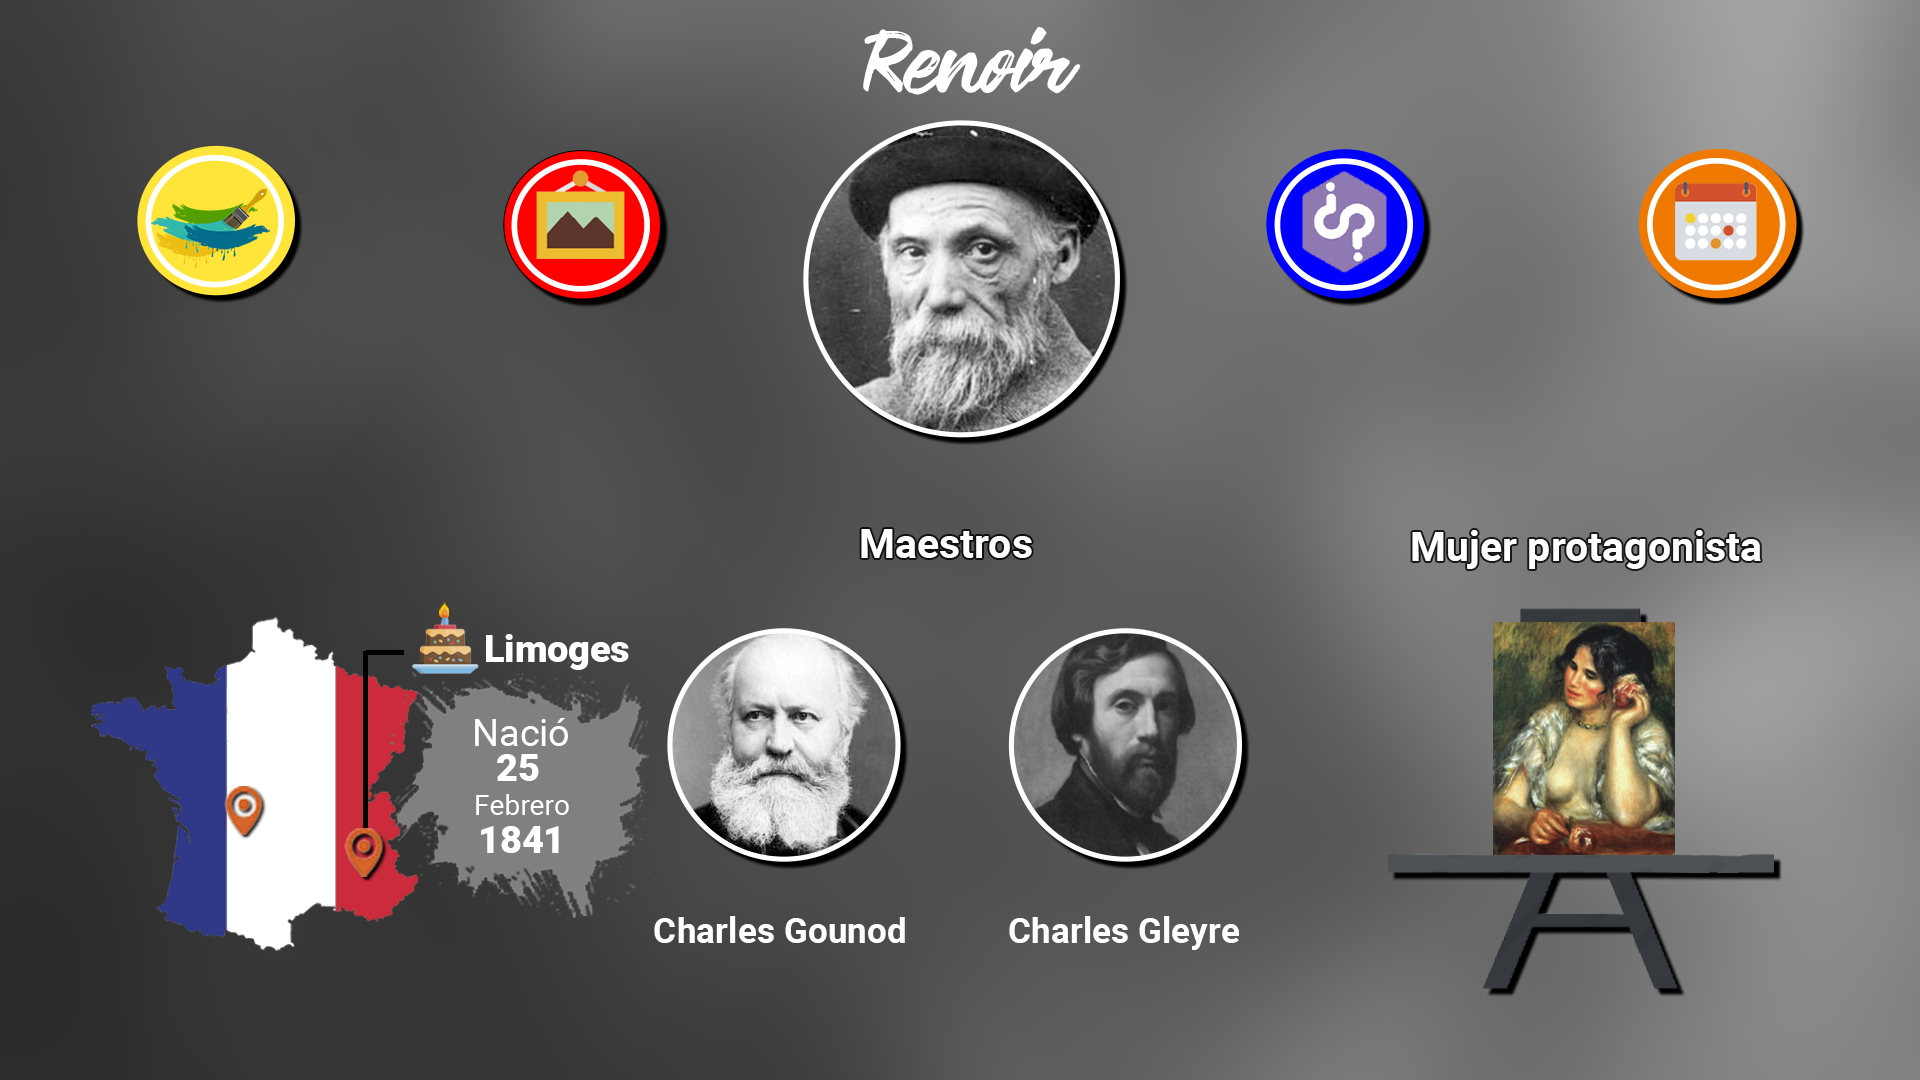 Renoir
Maestros
Mujer protagonista
Limoges
Nació
25
Febrero
1841
Charles Gounod
Charles Gleyre